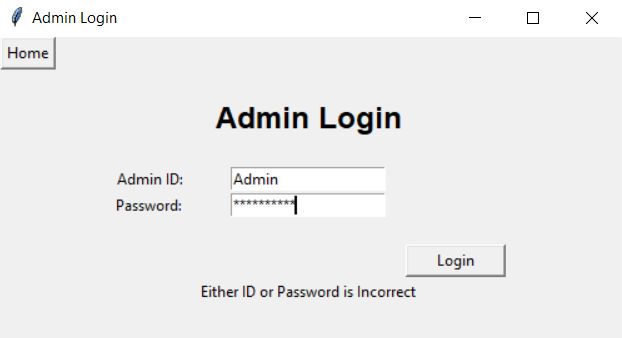 Admin Login
Home
Admin Login
Admin ID: Admin
Password: **********
Login
Either ID or Password is Incorrect